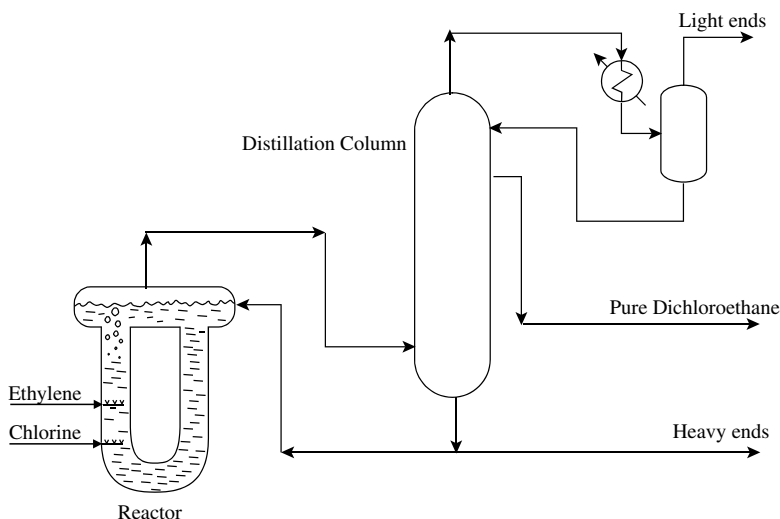 Light ends
Distillation Column
Pure Dichloroethane
Ethylene
Chlorine
Heavy ends
Reactor